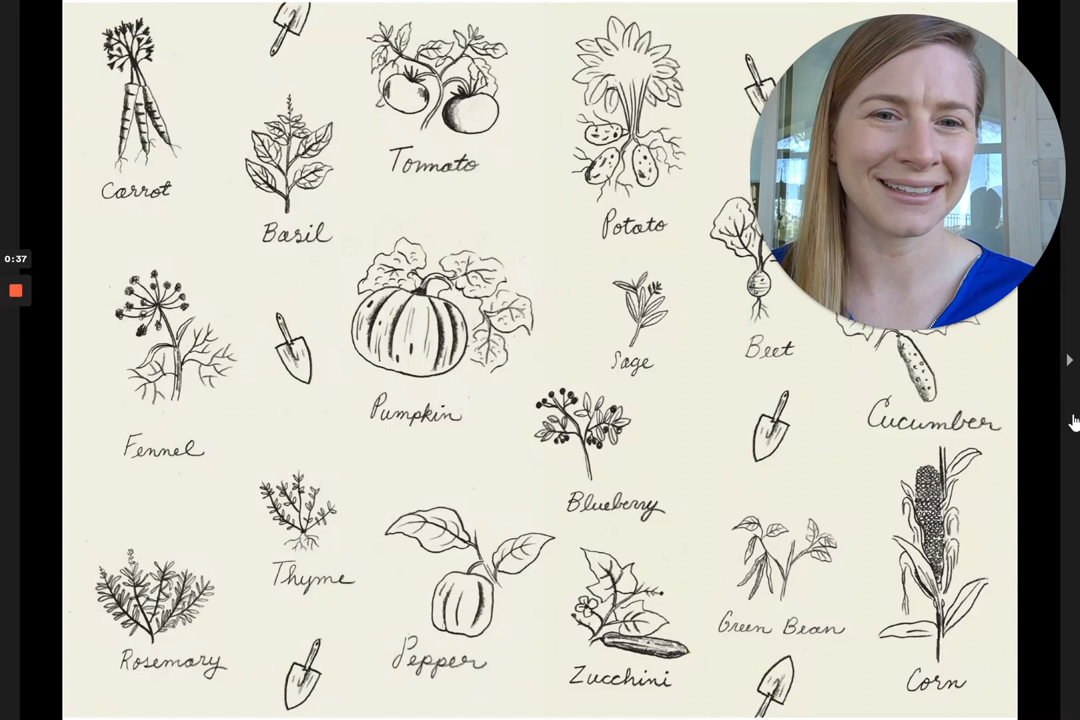 Carrot
Basil
Tomato
Potato
0:37
Fennel
Pumpkin
Sage
Beet
Cucumber
Blueberry
Thyme
Rosemary
Pepper
Zucchini
Green Bean
Corn